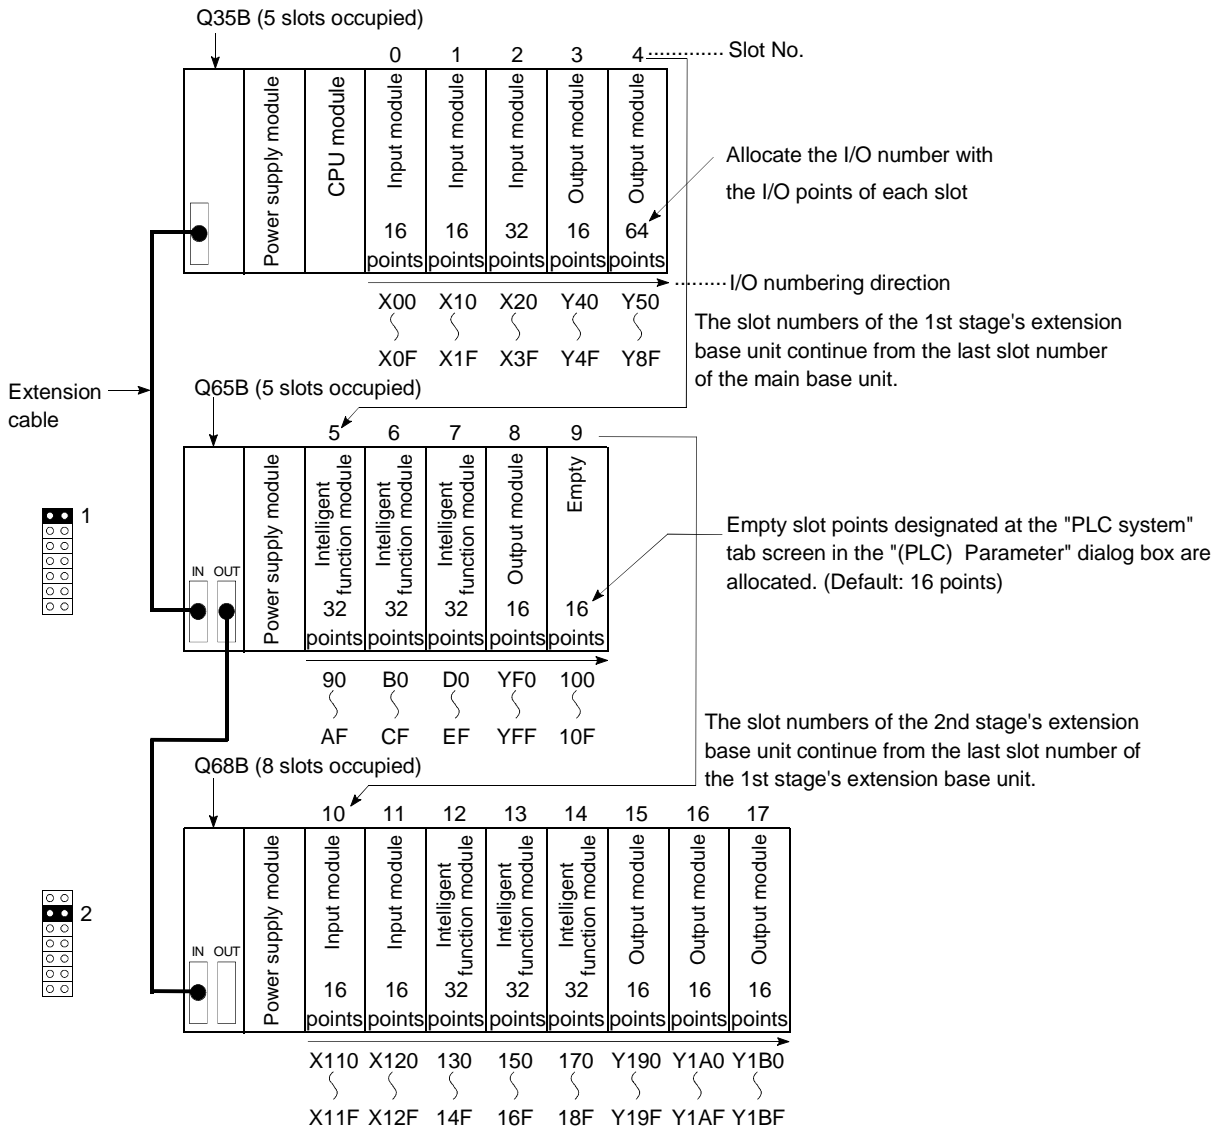 Q35B (5 slots occupied)
0 1 2 3 4 Slot No.
Power supply module
CPU module
Input module
Input module
Input module
Output module
Output module
Allocate the I/O number with
the I/O points of each slot
16 16 32 16 64
points points points points points
I/O numbering direction
X00 X10 X20 Y40 Y50
X0F X1F X3F Y4F Y8F
The slot numbers of the 1st stage's extension
base unit continue from the last slot number
of the main base unit.
Extension
cable
Q65B (5 slots occupied)
5 6 7 8 9
1
IN OUT
Power supply module
Intelligent
function module
Intelligent
function module
Intelligent
function module
Output module
Empty
Empty slot points designated at the "PLC system"
tab screen in the "(PLC) Parameter" dialog box are
allocated. (Default: 16 points)
32 32 32 16 16
points points points points points
90 B0 D0 YF0 100
AF CF EF YFF 10F
The slot numbers of the 2nd stage's extension
base unit continue from the last slot number of
the 1st stage's extension base unit.
Q68B (8 slots occupied)
10 11 12 13 14 15 16 17
2
IN OUT
Power supply module
Input module
Input module
Intelligent
function module
Intelligent
function module
Intelligent
function module
Output module
Output module
Output module
16 16 32 32 32 16 16 16
points points points points points points points points
X110 X120 130 150 170 Y190 Y1A0 Y1B0
X11F X12F 14F 16F 18F Y19F Y1AF Y1BF